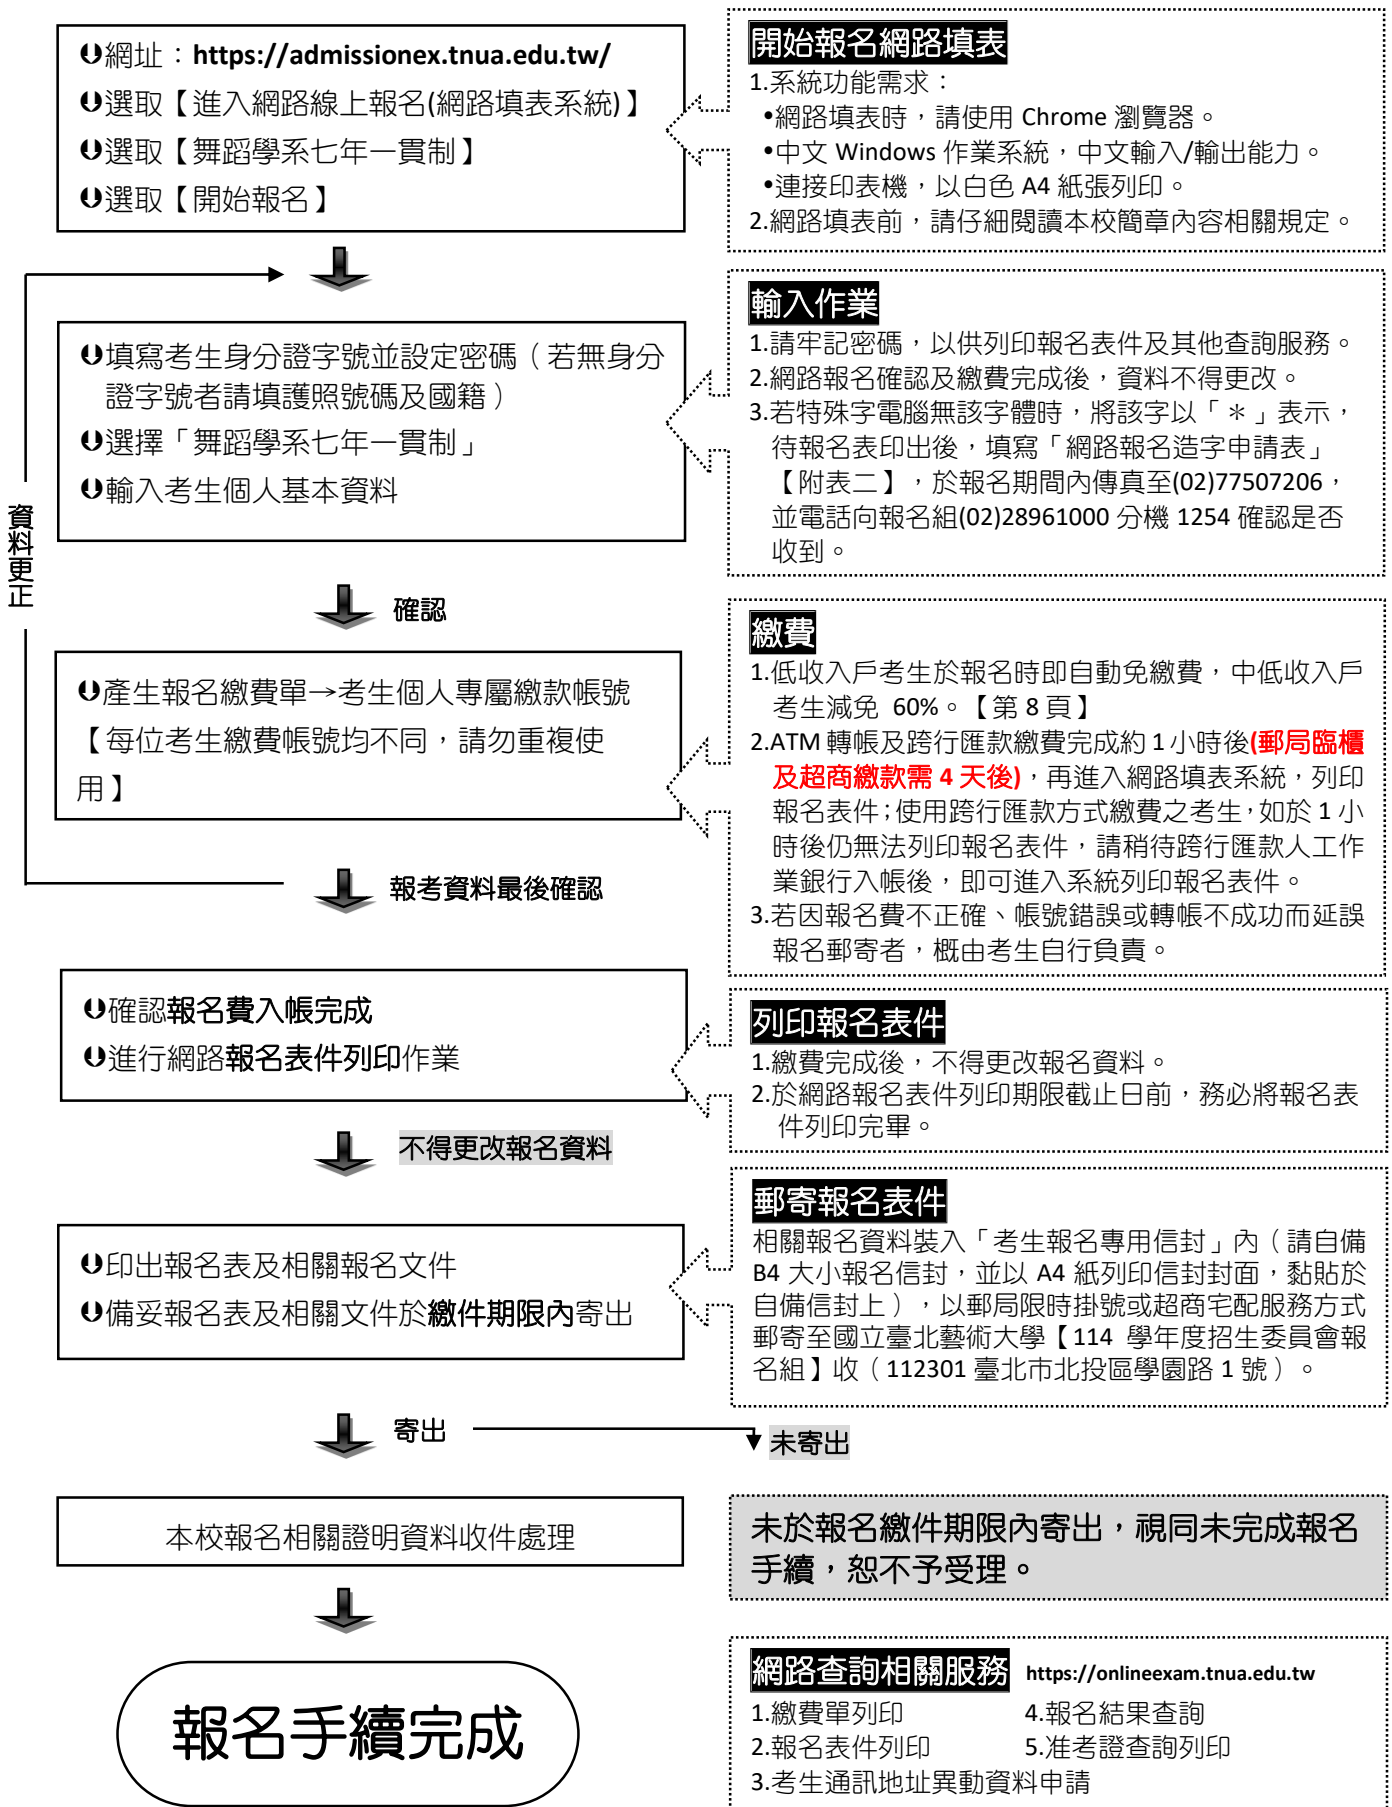 ⮋網址：https://admissionex.tnua.edu.tw/
⮋選取【進入網路線上報名(網路填表系統)】
⮋選取【舞蹈學系七年一貫制】
⮋選取【開始報名】
開始報名網路填表
1.系統功能需求：
•網路填表時，請使用 Chrome 瀏覽器。
•中文 Windows 作業系統，中文輸入/輸出能力。
•連接印表機，以白色 A4 紙張列印。
2.網路填表前，請仔細閱讀本校簡章內容相關規定。
⮋填寫考生身分證字號並設定密碼（若無身分
證字號者請填護照號碼及國籍）
⮋選擇「舞蹈學系七年一貫制」
⮋輸入考生個人基本資料
輸入作業
1.請牢記密碼，以供列印報名表件及其他查詢服務。
2.網路報名確認及繳費完成後，資料不得更改。
3.若特殊字電腦無該字體時，將該字以「＊」表示，
待報名表印出後，填寫「網路報名造字申請表」
【附表二】，於報名期間內傳真至(02)77507206，
並電話向報名組(02)28961000 分機 1254 確認是否
收到。
資料更正
確認
⮋產生報名繳費單→考生個人專屬繳款帳號
【每位考生繳費帳號均不同，請勿重複使
用】
繳費
1.低收入戶考生於報名時即自動免繳費，中低收入戶
考生減免 60%。【第 8 頁】
2.ATM 轉帳及跨行匯款繳費完成約 1 小時後(郵局臨櫃
及超商繳款需 4 天後)，再進入網路填表系統，列印
報名表件；使用跨行匯款方式繳費之考生，如於 1 小
時後仍無法列印報名表件，請稍待跨行匯款人工作
業銀行入帳後，即可進入系統列印報名表件。
3.若因報名費不正確、帳號錯誤或轉帳不成功而延誤
報名郵寄者，概由考生自行負責。
報考資料最後確認
⮋確認報名費入帳完成
⮋進行網路報名表件列印作業
列印報名表件
1.繳費完成後，不得更改報名資料。
2.於網路報名表件列印期限截止日前，務必將報名表
件列印完畢。
不得更改報名資料
⮋印出報名表及相關報名文件
⮋備妥報名表及相關文件於繳件期限內寄出
郵寄報名表件
相關報名資料裝入「考生報名專用信封」內（請自備
B4 大小報名信封，並以 A4 紙列印信封封面，黏貼於
自備信封上），以郵局限時掛號或超商宅配服務方式
郵寄至國立臺北藝術大學【114 學年度招生委員會報
名組】收（112301 臺北市北投區學園路 1 號）。
寄出
未寄出
本校報名相關證明資料收件處理
未於報名繳件期限內寄出，視同未完成報名
手續，恕不予受理。
報名手續完成
網路查詢相關服務 https://onlineexam.tnua.edu.tw
1.繳費單列印 4.報名結果查詢
2.報名表件列印 5.准考證查詢列印
3.考生通訊地址異動資料申請